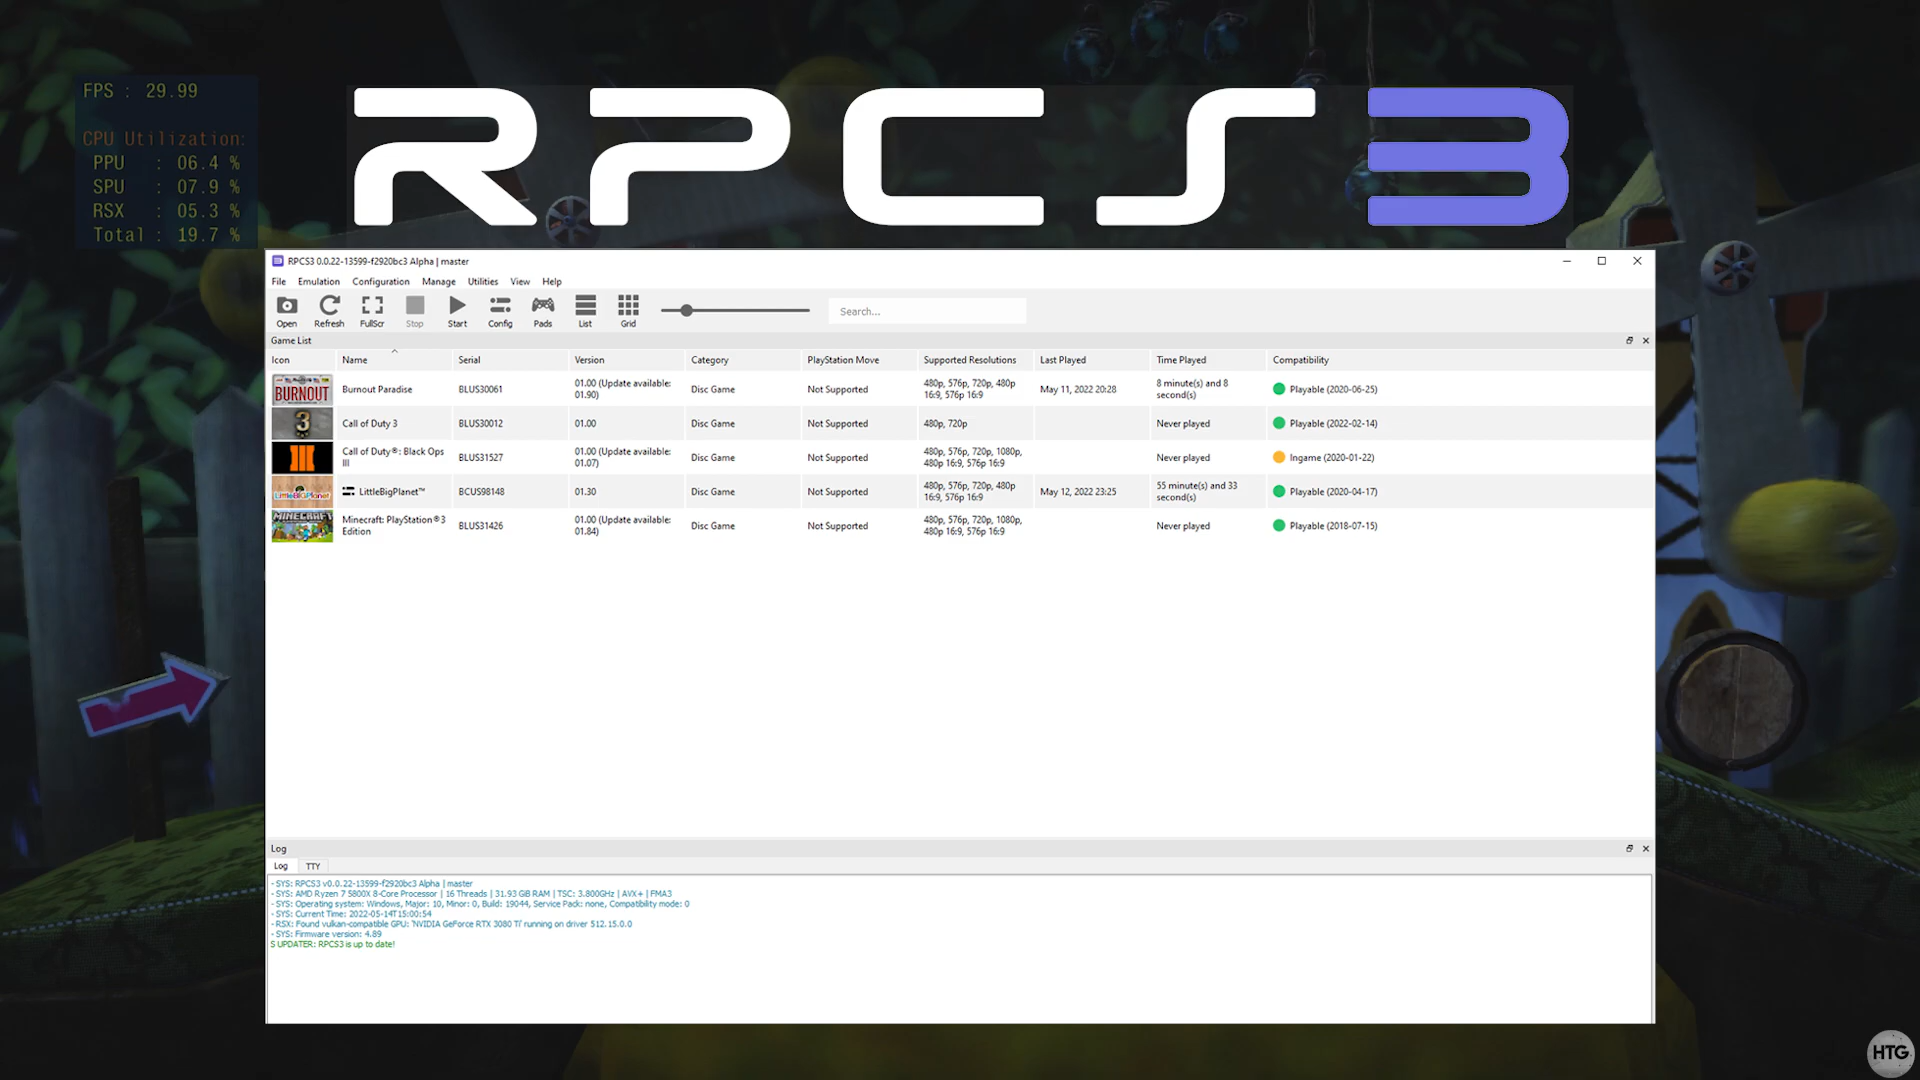 FPS : 29.99
CPU Utilization:
PPU : 06.4 %
SPU : 07.9 %
RSX : 05.3 %
Total : 19.7 %
RPCS3
RPCS3 0.0.22-13599-f2920bc3 Alpha | master
File Emulation Configuration Manage Utilities View Help
Open Refresh FullScr Stop Start Config Pads List Grid Search...
Game List
Icon Name Serial Version Category PlayStation Move Supported Resolutions Last Played Time Played Compatibility
BURNOUT Burnout Paradise BLUS30061 01.00 (Update available: 01.90) Disc Game Not Supported 480p, 576p, 720p, 480p 16:9, 576p 16:9 May 11, 2022 20:28 8 minute(s) and 8 second(s) Playable (2020-06-25)
3 Call of Duty 3 BLUS30012 01.00 Disc Game Not Supported 480p, 720p Never played Playable (2022-02-14)
III Call of Duty®: Black Ops III BLUS31527 01.00 (Update available: 01.07) Disc Game Not Supported 480p, 576p, 720p, 1080p, 480p 16:9, 576p 16:9 Never played Ingame (2020-01-22)
LittleBigPlanet LittleBigPlanet™ BCUS98148 01.30 Disc Game Not Supported 480p, 576p, 720p, 480p 16:9, 576p 16:9 May 12, 2022 23:25 55 minute(s) and 33 second(s) Playable (2020-04-17)
MINECRAFT Minecraft: PlayStation®3 Edition BLUS31426 01.00 (Update available: 01.84) Disc Game Not Supported 480p, 576p, 720p, 1080p, 480p 16:9, 576p 16:9 Never played Playable (2018-07-15)
Log
Log TTY
- SYS: RPCS3 v0.0.22-13599-f2920bc3 Alpha | master
- SYS: AMD Ryzen 7 5800X 8-Core Processor | 16 Threads | 31.93 GB RAM | TSC: 3.800GHz | AVX+ | FMA3
- SYS: Operating system: Windows, Major: 10, Minor: 0, Build: 19044, Service Pack: none, Compatibility mode: 0
- SYS: Current Time: 2022-05-14T15:00:54
- RSX: Found vulkan-compatible GPU: 'NVIDIA GeForce RTX 3080 Ti' running on driver 512.15.0.0
- SYS: Firmware version: 4.89
S UPDATER: RPCS3 is up to date!
HTG